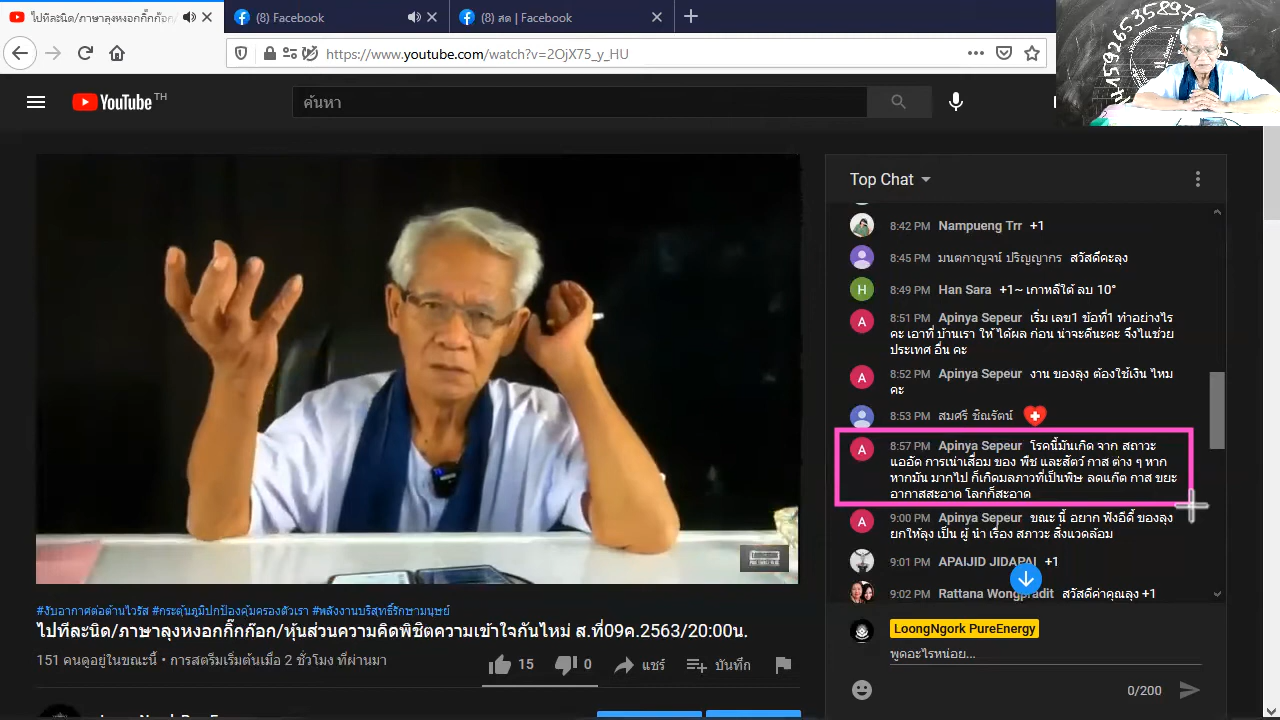 ไปทีละนิด/ภาษาลุงหงอกกิ๊กก๊อก/
(8) Facebook
(8) สด | Facebook
https://www.youtube.com/watch?v=2OjX75_y_HU
YouTube TH
ค้นหา
Top Chat
8:42 PM Nampueng Trr +1
8:45 PM มนตกาญจน์ ปริญญากร สวัสดีคะลุง
H
8:49 PM Han Sara +1~ เกาหลีใต้ ลบ 10°
A
8:51 PM Apinya Sepeur เริ่ม เลข1 ข้อที่1 ทำอย่างไร
คะ เอาที่ บ้านเรา ให้ ได้ผล ก่อน น่าจะดีนะคะ จึงไแช่วย
ประเทศ อื่น คะ
A
8:52 PM Apinya Sepeur งาน ของลุง ต้องใช้เงิน ไหม
คะ
8:53 PM สมศรี ชิณรัตน์
A
8:57 PM Apinya Sepeur โรคนี้มันเกิด จาก สถาวะ
แออัด การเน่าเสื่อม ของ พืช และสัตว์ กาส ต่าง ๆ หาก
หากมัน มากไป ก็เกิดมลภาวที่เป็นพิษ ลดแก๊ต กาส ขยะ
อากาสสะอาด โลกก็สะอาด
A
9:00 PM Apinya Sepeur ขณะ นี้ อยาก ฟังอีดี้ ของลุง
ยกให้ลุง เป็น ผู้ นำ เรื่อง สภาวะ สิ่งแวดล้อม
9:01 PM APAIJID JIDAPAI +1
9:02 PM Rattana Wongpradit สวัสดีค่าคุณลุง +1
LoongNgork PureEnergy
พูดอะไรหน่อย...
0/200
#งับอากาศต่อต้านไวรัส #กระตุ้นภูมิปกป้องคุ้มครองตัวเรา #พลังงานบริสุทธิ์รักษามนุษย์
ไปทีละนิด/ภาษาลุงหงอกกิ๊กก๊อก/หุ้นส่วนความคิดพิชิตความเข้าใจกันไหม่ ส.ที่09ค.2563/20:00น.
151 คนดูอยู่ในขณะนี้ • การสตรีมเริ่มต้นเมื่อ 2 ชั่วโมง ที่ผ่านมา
15
0
แชร์
บันทึก